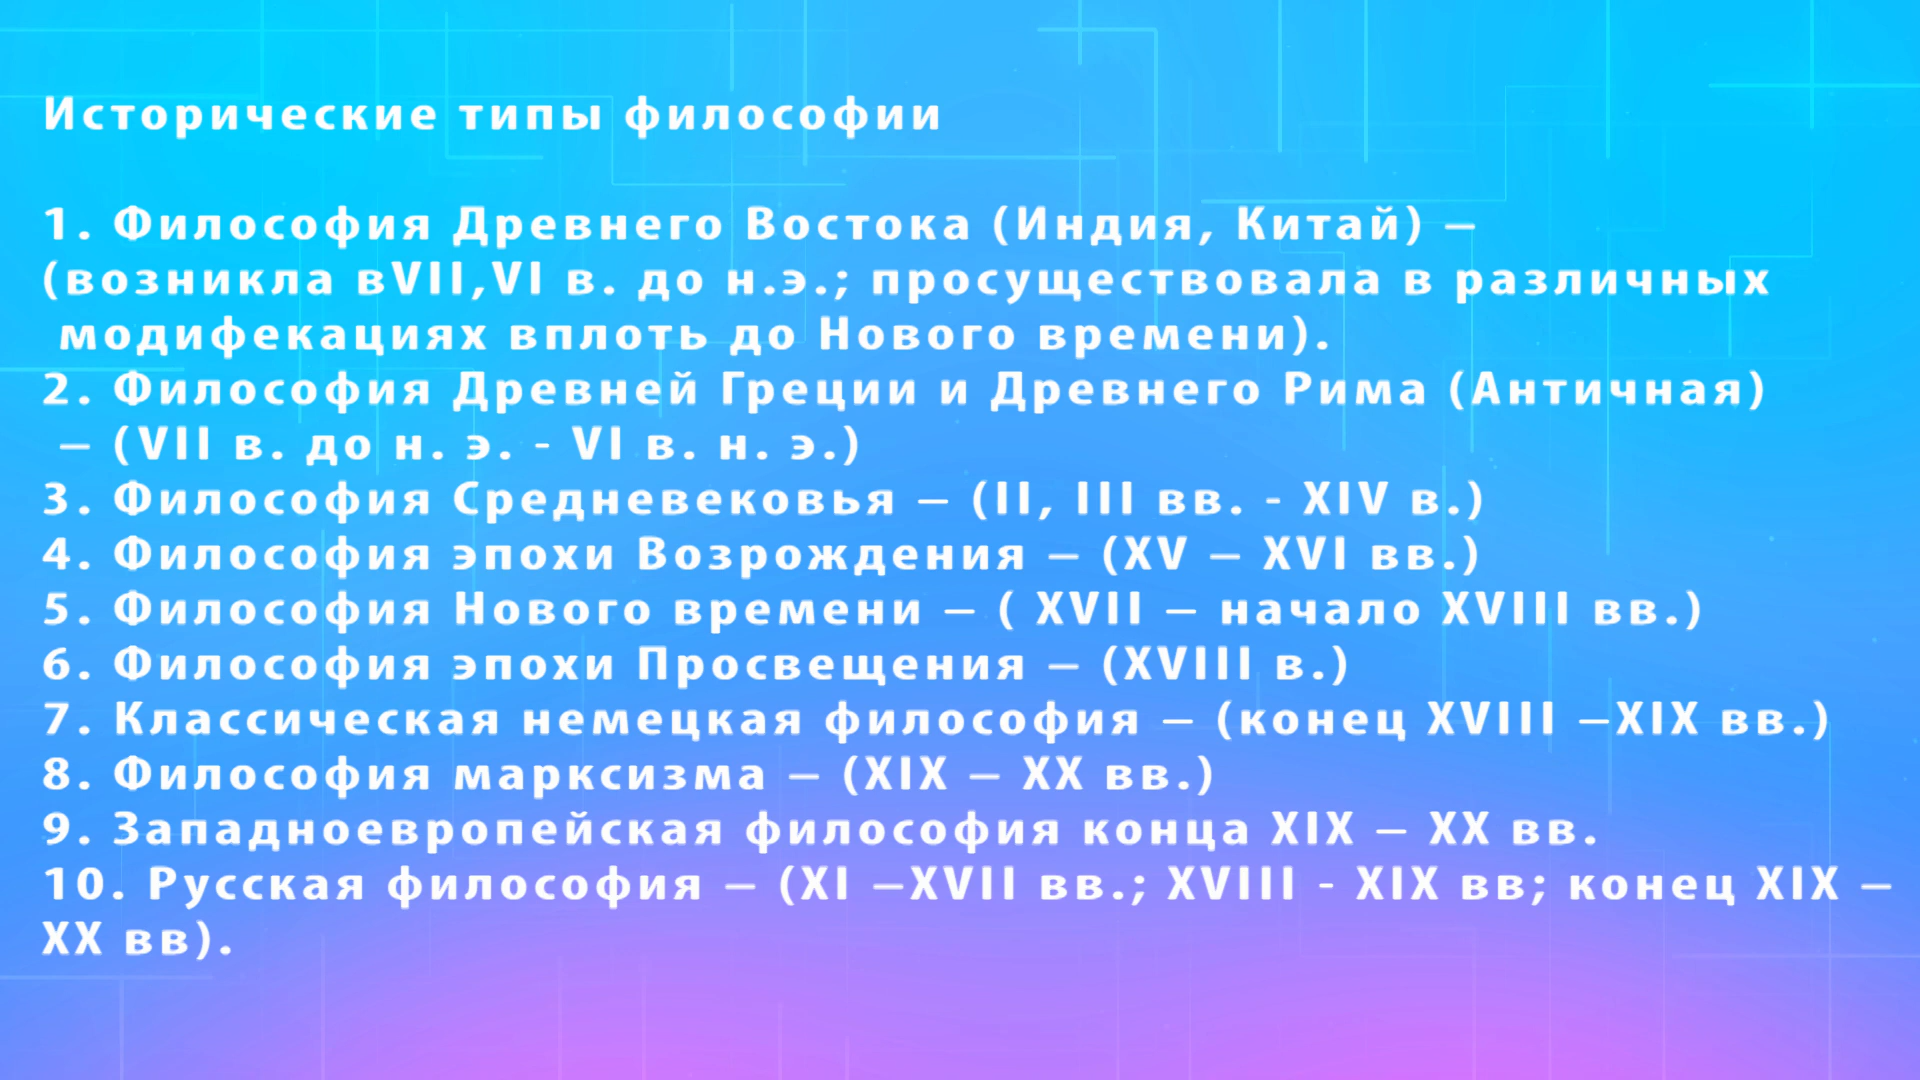 Исторические типы философии
1. Философия Древнего Востока (Индия, Китай) –
(возникла вVII,VI в. до н.э.; просуществовала в различных
модифекациях вплоть до Нового времени).
2. Философия Древней Греции и Древнего Рима (Античная)
– (VII в. до н. э. - VI в. н. э.)
3. Философия Средневековья – (II, III вв. - XIV в.)
4. Философия эпохи Возрождения – (XV – XVI вв.)
5. Философия Нового времени – ( XVII – начало XVIII вв.)
6. Философия эпохи Просвещения – (XVIII в.)
7. Классическая немецкая философия – (конец XVIII –XIX вв.)
8. Философия марксизма – (XIX – XX вв.)
9. Западноевропейская философия конца XIX – XX вв.
10. Русская философия – (XI –XVII вв.; XVIII - XIX вв; конец XIX –
XX вв).